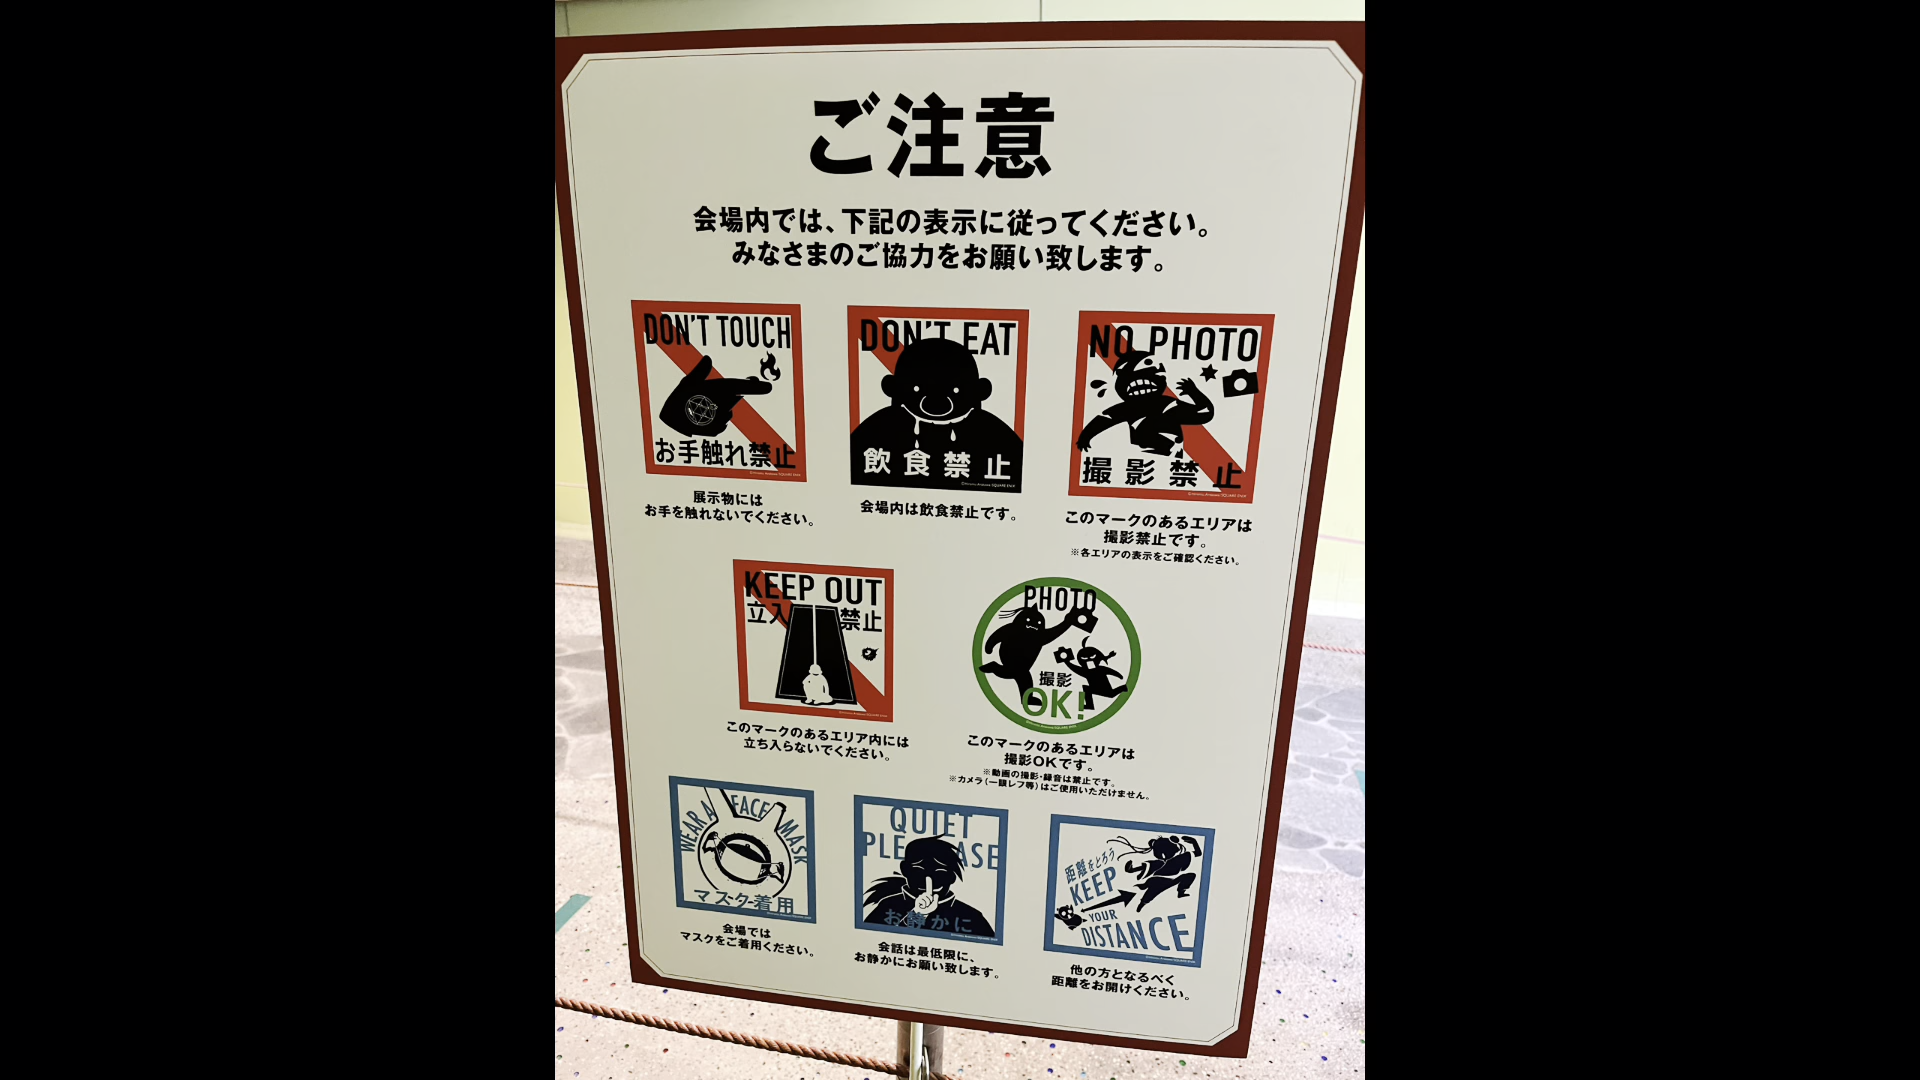 ご注意
会場内では、下記の表示に従ってください。
みなさまのご協力をお願い致します。
DON'T TOUCH
お手触れ禁止
展示物には
お手を触れないでください。
DON'T EAT
飲食禁止
会場内は飲食禁止です。
NO PHOTO
撮影禁止
このマークのあるエリアは
撮影禁止です。
※各エリアの表示をご確認ください。
KEEP OUT
立入禁止
このマークのあるエリア内には
立ち入らないでください。
PHOTO
撮影
OK!
このマークのあるエリアは
撮影OKです。
※動画の撮影・録音は禁止です。
※カメラ(一眼レフ等)はご使用いただけません。
WEAR A FACE MASK
マスター着用
会場では
マスクをご着用ください。
QUIET
PLEASE
お静かに
会話は最低限に、
お静かにお願い致します。
距離をとろう
KEEP
YOUR
DISTANCE
他の方となるべく
距離をお開けください。